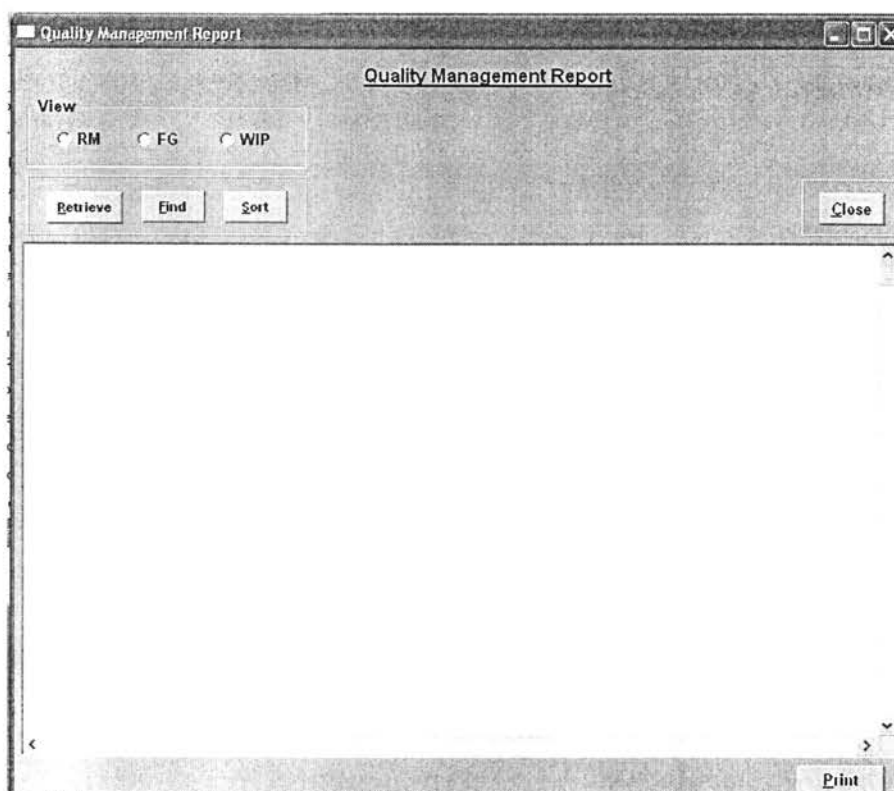 Quality Management Report
Quality Management Report
View
RM FG WIP
Retrieve Find Sort
Close
Print